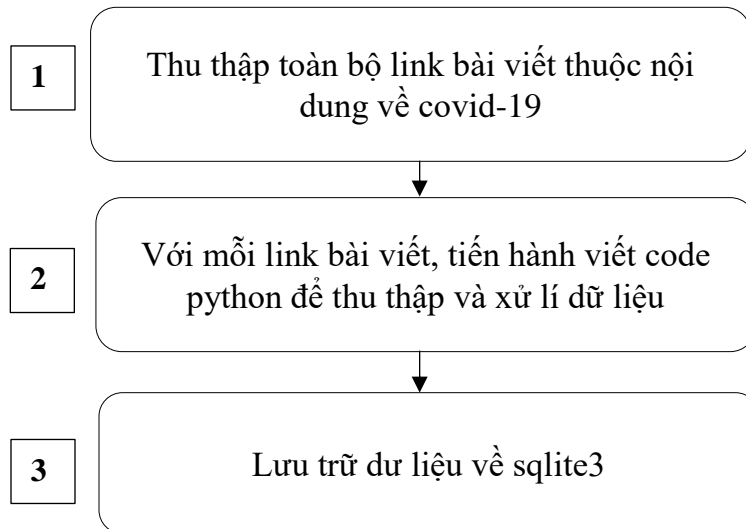 1
Thu thập toàn bộ link bài viết thuộc nội
dung về covid-19
2
Với mỗi link bài viết, tiến hành viết code
python để thu thập và xử lí dữ liệu
3
Lưu trữ dư liệu về sqlite3